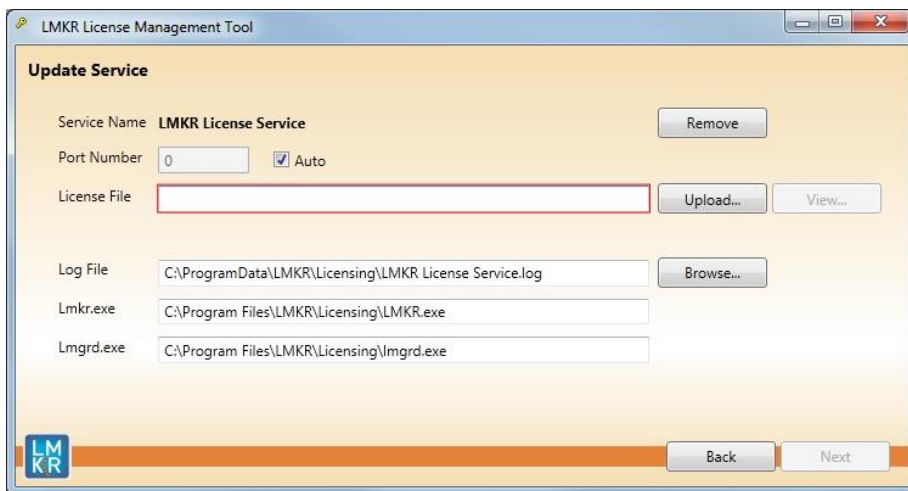 LMKR License Management Tool
Update Service
Service Name LMKR License Service Remove
Port Number 0 Auto
License File Upload... View...
Log File C:\ProgramData\LMKR\Licensing\LMKR License Service.log Browse...
Lmkr.exe C:\Program Files\LMKR\Licensing\LMKR.exe
Lmgrd.exe C:\Program Files\LMKR\Licensing\lmgrd.exe
LM
KR
Back Next